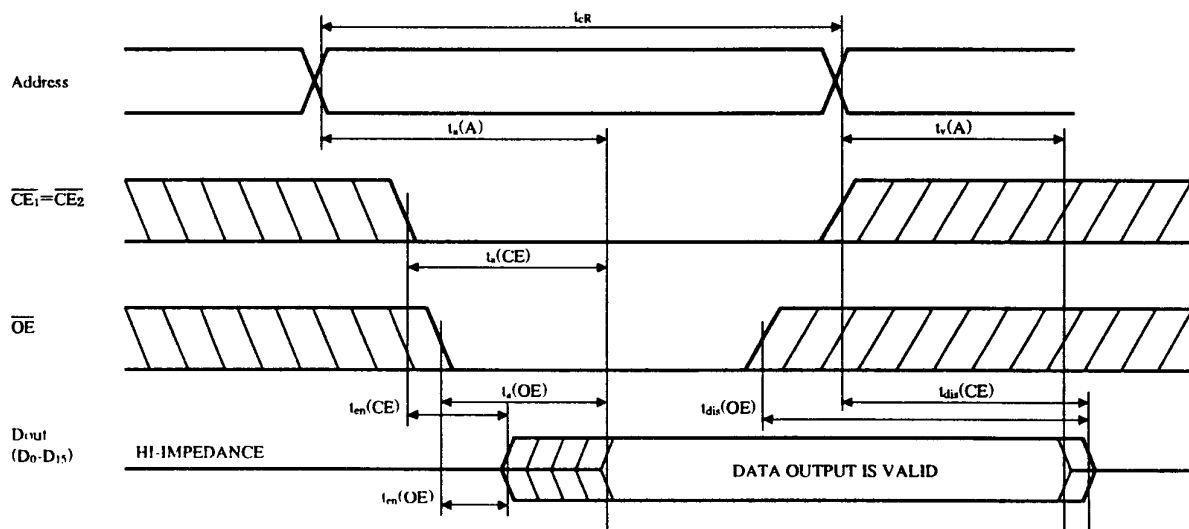 tcR
Address
ta(A)
tv(A)
CE1=CE2
ta(CE)
OE
ten(CE)
ta(OE)
tdis(OE)
tdis(CE)
Dout
(D0-D15)
HI-IMPEDANCE
DATA OUTPUT IS VALID
ten(OE)